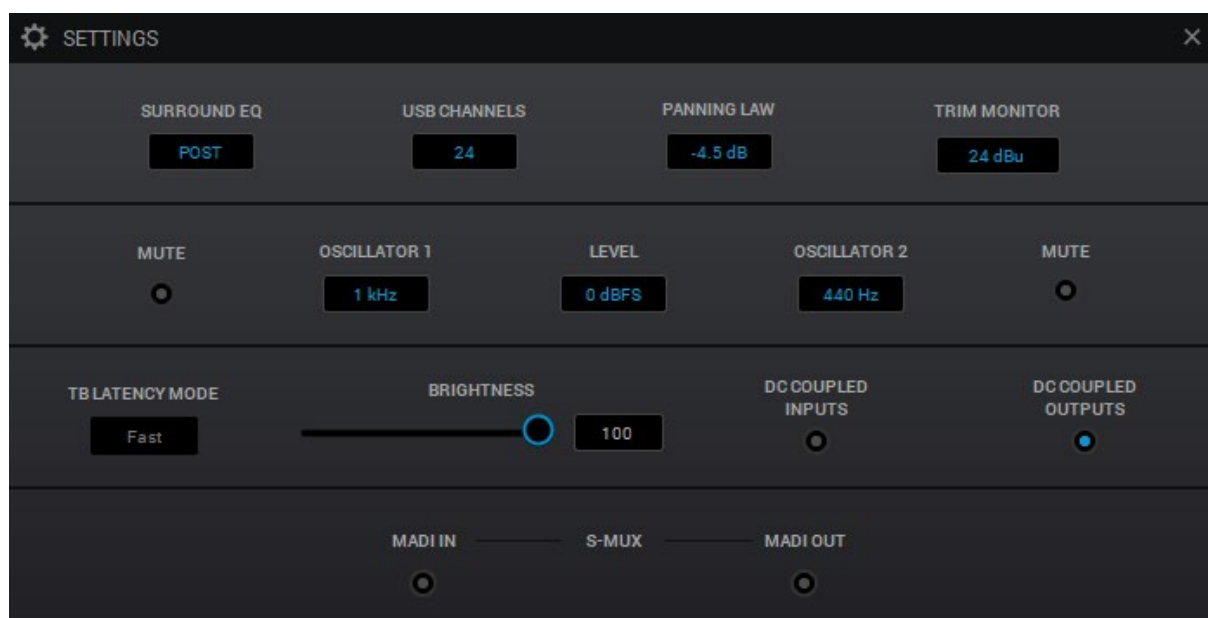 SETTINGS
SURROUND EQ USB CHANNELS PANNING LAW TRIM MONITOR
POST 24 -4.5 dB 24 dBu
MUTE OSCILLATOR 1 LEVEL OSCILLATOR 2 MUTE
1 kHz 0 dBFS 440 Hz
TB LATENCY MODE BRIGHTNESS DC COUPLED INPUTS DC COUPLED OUTPUTS
Fast 100
MADI IN S-MUX MADI OUT